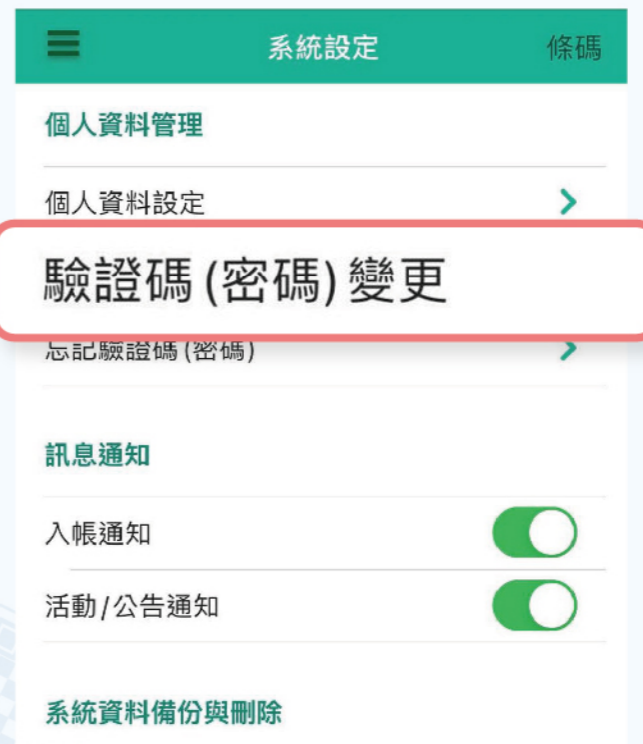 系統設定 條碼
個人資料管理
個人資料設定
驗證碼(密碼)變更
忘記驗證碼(密碼)
訊息通知
入帳通知
活動/公告通知
系統資料備份與刪除